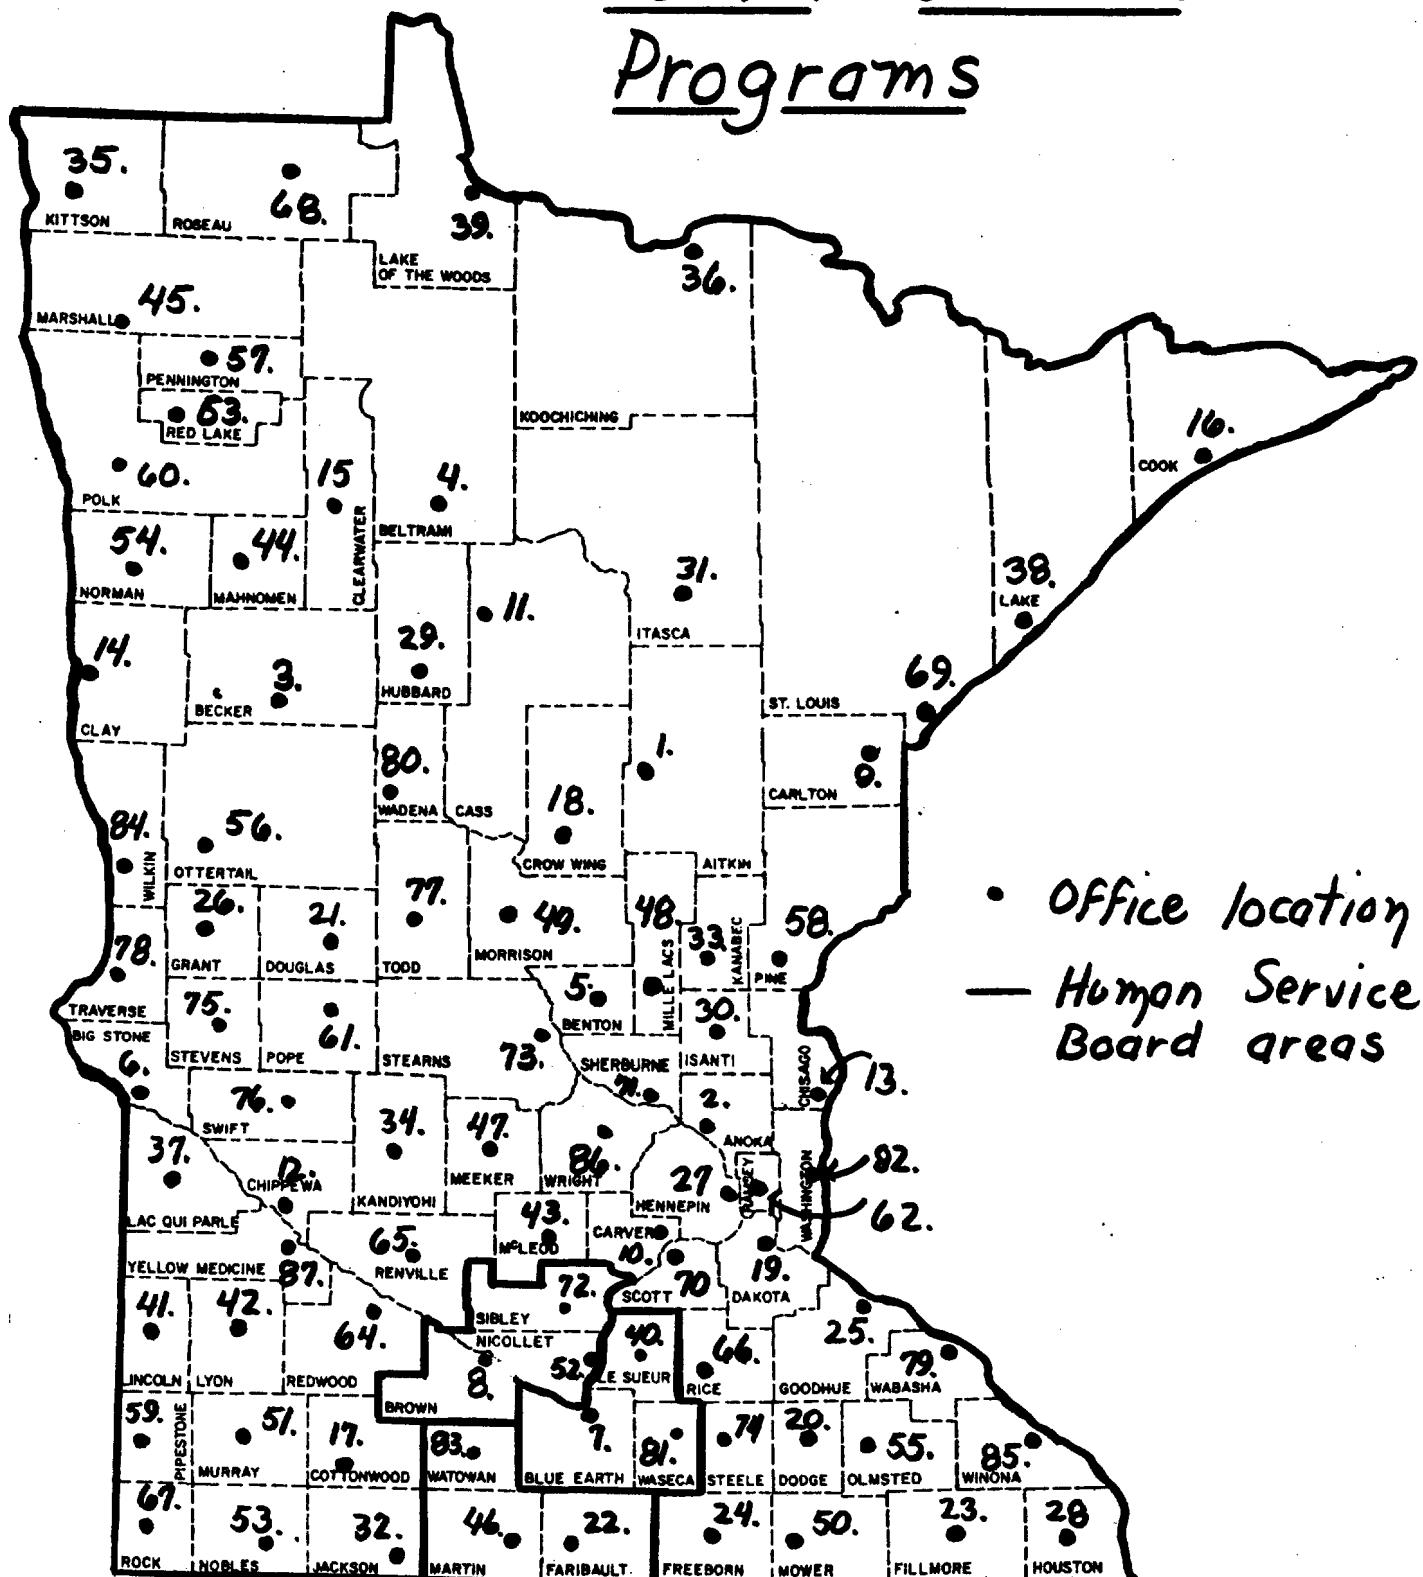 Programs
35.
KITTSON
68.
ROSEAU
39.
LAKE
OF THE WOODS
36.
KOOCHICHING
45.
MARSHALL
57.
PENNINGTON
63.
RED LAKE
60.
POLK
15
CLEARWATER
4.
BELTRAMI
16.
COOK
54.
NORMAN
44.
MAHNOMEN
11.
31.
ITASCA
38.
LAKE
14.
CLAY
3.
BECKER
29.
HUBBARD
69.
ST. LOUIS
80.
WADENA
CASS
18.
CROW WING
1.
AITKIN
9.
CARLTON
84.
WILKIN
56.
OTTERTAIL
26.
GRANT
21.
DOUGLAS
77.
TODD
49.
MORRISON
48.
MILLE LACS
33
KANABEC
58.
PINE
• Office location
— Human Service
Board areas
78.
TRAVERSE
BIG STONE
6.
75.
STEVENS
61.
POPE
STEARNS
73.
5.
BENTON
SHERBURNE
71.
30.
ISANTI
CHISAGO
13.
76.
SWIFT
34.
KANDIYOHI
47.
MEEKER
86.
WRIGHT
2.
ANOKA
27
HENNEPIN
RAMSEY
WASHINGTON
82.
62.
37.
LAC QUI PARLE
12.
CHIPPEWA
YELLOW MEDICINE
87.
65.
RENVILLE
43.
McLEOD
CARVER
10.
SCOTT
70
19.
DAKOTA
41.
LINCOLN
42.
LYON
64.
REDWOOD
72.
SIBLEY
NICOLLET
52.
8.
BROWN
40.
LE SUEUR
66.
RICE
25.
GOODHUE
79.
WABASHA
59.
PIPESTONE
51.
MURRAY
17.
COTTONWOOD
83.
WATOWAN
7.
BLUE EARTH
81.
WASECA
74
STEELE
20.
DODGE
55.
OLMSTED
85.
WINONA
67.
ROCK
53.
NOBLES
32.
JACKSON
46.
MARTIN
22.
FARIBAULT
24.
FREEBORN
50.
MOWER
23.
FILLMORE
28
HOUSTON